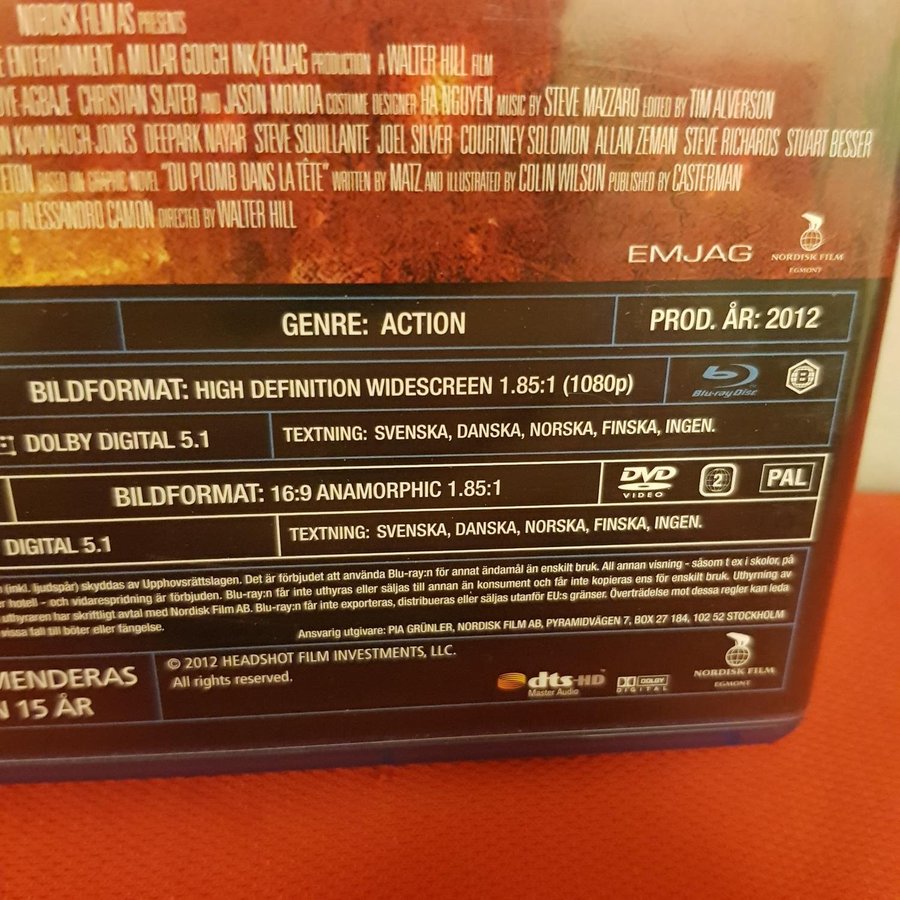 NORDISK FILM AS PRESENTS
E ENTERTAINMENT A MILLAR GOUGH INK/EMJAG PRODUCTION A WALTER HILL FILM
YE-AGBAJE CHRISTIAN SLATER AND JASON MOMOA COSTUME DESIGNER HA NGUYEN MUSIC BY STEVE MAZZARO EDITED BY TIM ALVERSON
N KAVANAUGH-JONES DEEPARK NAYAR STEVE SQUILLANTE JOEL SILVER COURTNEY SOLOMON ALLAN ZEMAN STEVE RICHARDS STUART BESSER
ETON BASED ON GRAPHIC NOVEL "DU PLOMB DANS LA TÊTE" WRITTEN BY MATZ AND ILLUSTRATED BY COLIN WILSON PUBLISHED BY CASTERMAN
BY ALESSANDRO CAMON DIRECTED BY WALTER HILL
EMJAG
NORDISK FILM
EGMONT
GENRE: ACTION
PROD. ÅR: 2012
BILDFORMAT: HIGH DEFINITION WIDESCREEN 1.85:1 (1080p)
Blu-ray Disc
B
DOLBY DIGITAL 5.1
TEXTNING: SVENSKA, DANSKA, NORSKA, FINSKA, INGEN.
BILDFORMAT: 16:9 ANAMORPHIC 1.85:1
DVD
VIDEO
2
PAL
DIGITAL 5.1
TEXTNING: SVENSKA, DANSKA, NORSKA, FINSKA, INGEN.
(inkl. ljudspår) skyddas av Upphovsrättslagen. Det är förbjudet att använda Blu-ray:n för annat ändamål än enskilt bruk. All annan visning - såsom t ex i skolor, på
hotell - och vidarespridning är förbjuden. Blu-ray:n får inte uthyras eller säljas till annan än konsument och får inte kopieras ens för enskilt bruk. Uthyrning av
uthyraren har skriftligt avtal med Nordisk Film AB. Blu-ray:n får inte exporteras, distribueras eller säljas utanför EU:s gränser. Överträdelse mot dessa regler kan leda
vissa fall till böter eller fängelse.
Ansvarig utgivare: PIA GRÜNLER, NORDISK FILM AB, PYRAMIDVÄGEN 7, BOX 27 184, 102 52 STOCKHOLM
MENDERAS
N 15 ÅR
© 2012 HEADSHOT FILM INVESTMENTS, LLC.
All rights reserved.
dts-HD
Master Audio
DOLBY
DIGITAL
NORDISK FILM
EGMONT